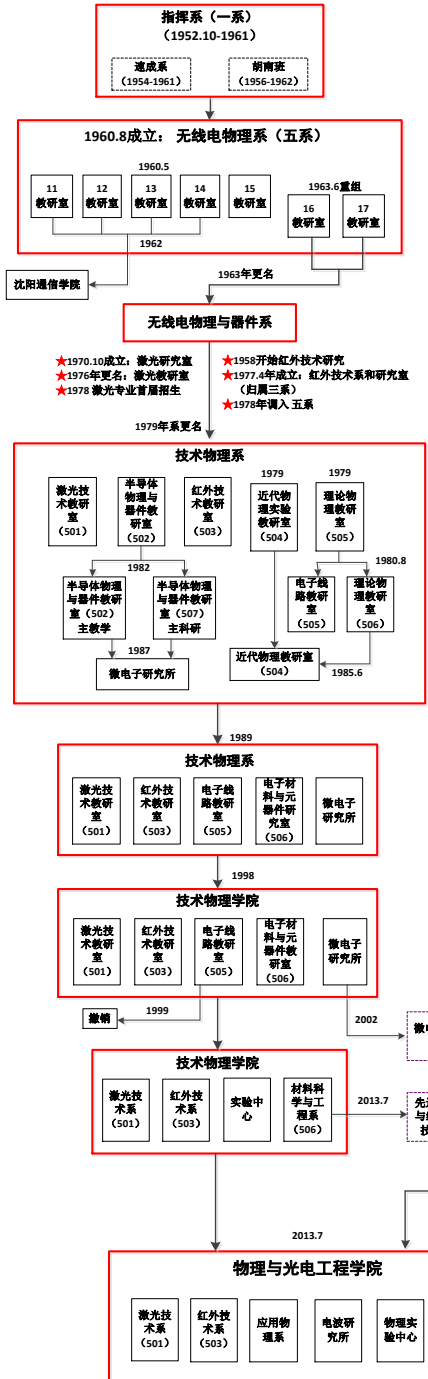 指挥系（一系）
（1952.10-1961）
速成系
（1954-1961）
胡南班
（1956-1962）
1960.8成立： 无线电物理系（五系）
1960.5
11
教研室
12
教研室
13
教研室
14
教研室
15
教研室
1963.6重组
16
教研室
17
教研室
1962
沈阳通信学院
1963年更名
无线电物理与器件系
★1970.10成立：激光研究室
★1976年更名：激光教研室
★1978 激光专业首届招生
★1958开始红外技术研究
★1977.4年成立：红外技术系和研究室
（归属三系）
★1978年调入 五系
1979年系更名
技术物理系
激光技
术教研
室
（501）
半导体
物理与
器件教
研室
（502）
红外技
术教研
室
（503）
1979
近代物
理实验
教研室
（504）
1979
理论物
理教研
室
（505）
1982
半导体物理
与器件教研
室（502）
主教学
半导体物理
与器件教研
室（507）
主科研
1980.8
电子线
路教研
室
（505）
理论物
理教研
室
（506）
1987
微电子研究所
近代物理教研室
（504）
1985.6
1989
技术物理系
激光技
术教研
室
（501）
红外技
术教研
室
（503）
电子线
路教研
室
（505）
电子材
料与元
器件研
究室
（506）
微电子
研究所
1998
技术物理学院
激光技
术教研
室
（501）
红外技
术教研
室
（503）
电子线
路教研
室
（505）
电子材
料与元
器件教
研室
（506）
微电子
研究所
撤销
1999
2002
微电
技术物理学院
激光技
术系
（501）
红外技
术系
（503）
实验中
心
材料科
学与工
程系
（506）
2013.7
先进
与纟
技
2013.7
物理与光电工程学院
激光技
术系
（501）
红外技
术系
（503）
应用物
理系
电波研
究所
物理实
验中心